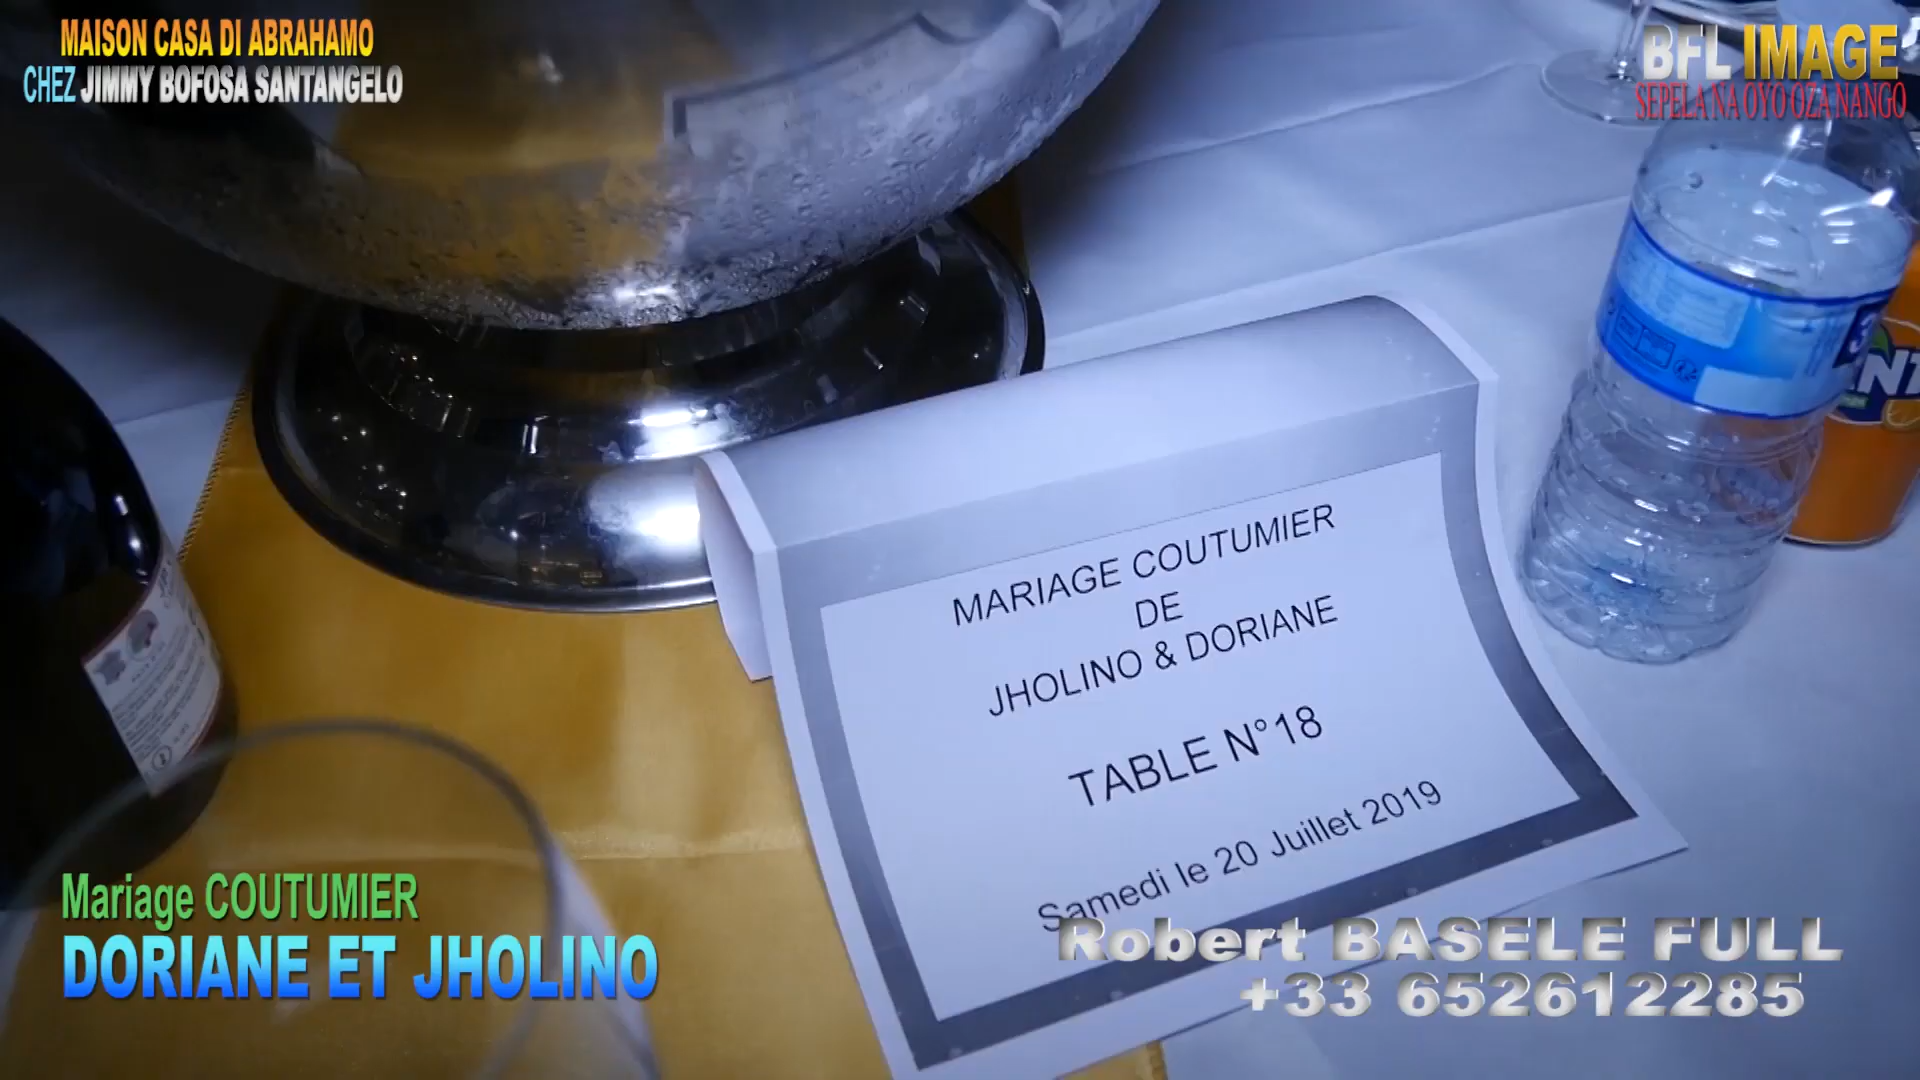 MAISON CASA DI ABRAHAMO
CHEZ JIMMY BOFOSA SANTANGELO
BFL IMAGE
SEPELA NA OYO OZA NANGO
MARIAGE COUTUMIER
DE
JHOLINO & DORIANE
TABLE N°18
Samedi le 20 Juillet 2019
Mariage COUTUMIER
DORIANE ET JHOLINO
Robert BASELE FULL
+33 652612285